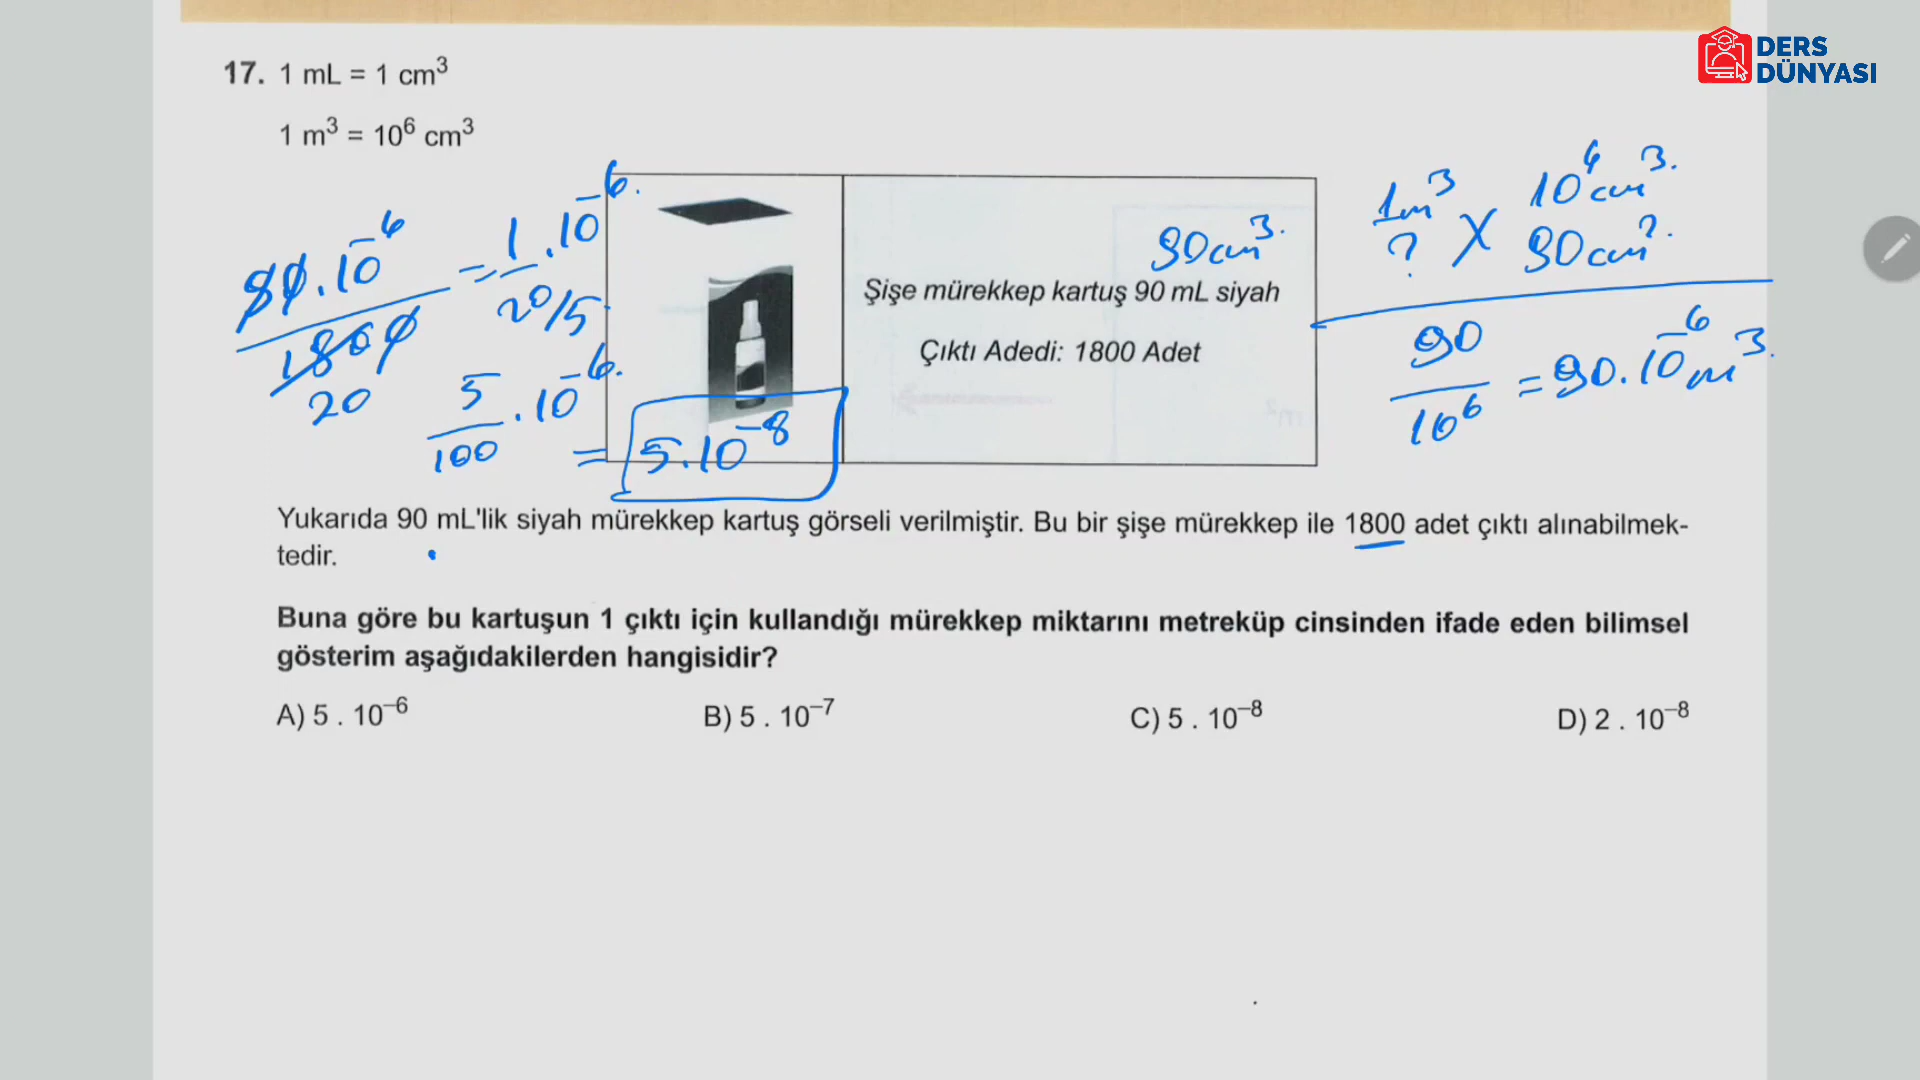 DERS
DÜNYASI
17. 1 mL = 1 cm³
1 m³ = 10⁶ cm³
Şişe mürekkep kartuş 90 mL siyah
Çıktı Adedi: 1800 Adet
90cm³.
1m³ 10⁶cm³.
? X 90cm³.
90
10⁶
= 90.10⁻⁶m³.
90.10⁻⁶
1800
20
= 1 .10⁻⁶.
20/5
5
100
.10⁻⁶.
= 5.10⁻⁸
Yukarıda 90 mL'lik siyah mürekkep kartuş görseli verilmiştir. Bu bir şişe mürekkep ile 1800 adet çıktı alınabilmek-
tedir.
Buna göre bu kartuşun 1 çıktı için kullandığı mürekkep miktarını metreküp cinsinden ifade eden bilimsel
gösterim aşağıdakilerden hangisidir?
A) 5 . 10⁻⁶ B) 5 . 10⁻⁷ C) 5 . 10⁻⁸ D) 2 . 10⁻⁸